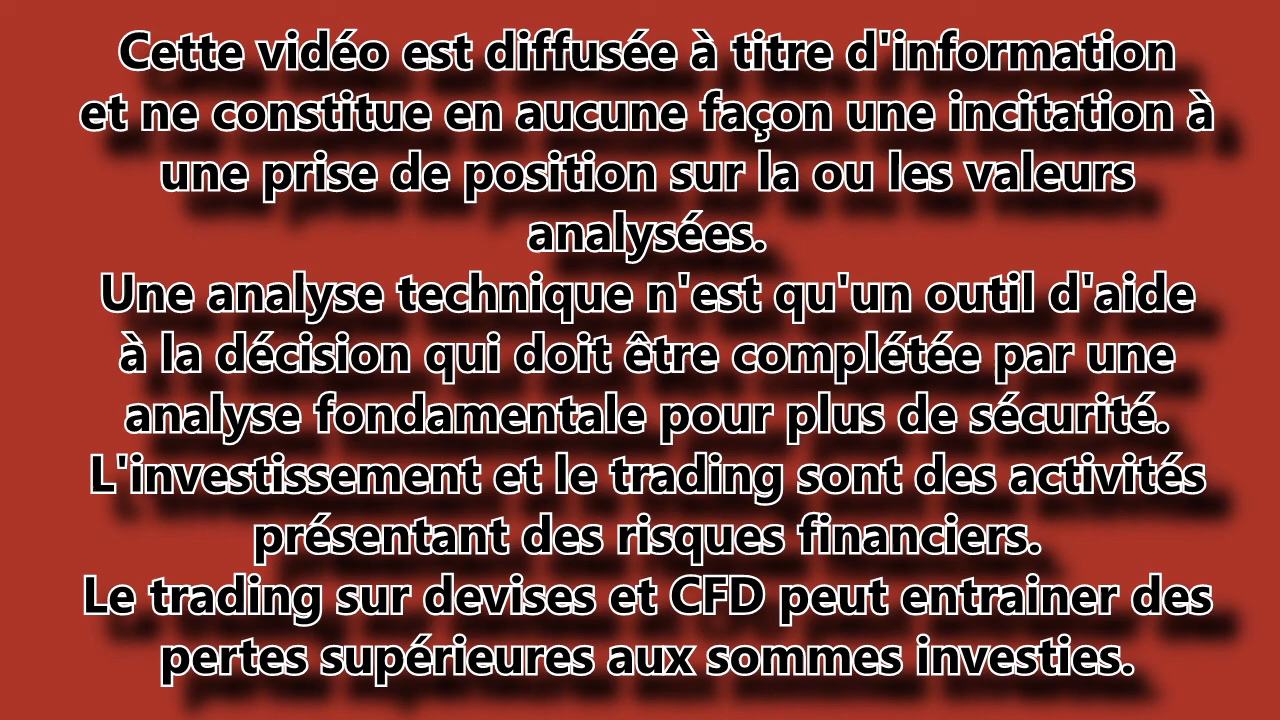 Cette vidéo est diffusée à titre d'information
et ne constitue en aucune façon une incitation à
une prise de position sur la ou les valeurs
analysées.
Une analyse technique n'est qu'un outil d'aide
à la décision qui doit être complétée par une
analyse fondamentale pour plus de sécurité.
L'investissement et le trading sont des activités
présentant des risques financiers.
Le trading sur devises et CFD peut entrainer des
pertes supérieures aux sommes investies.